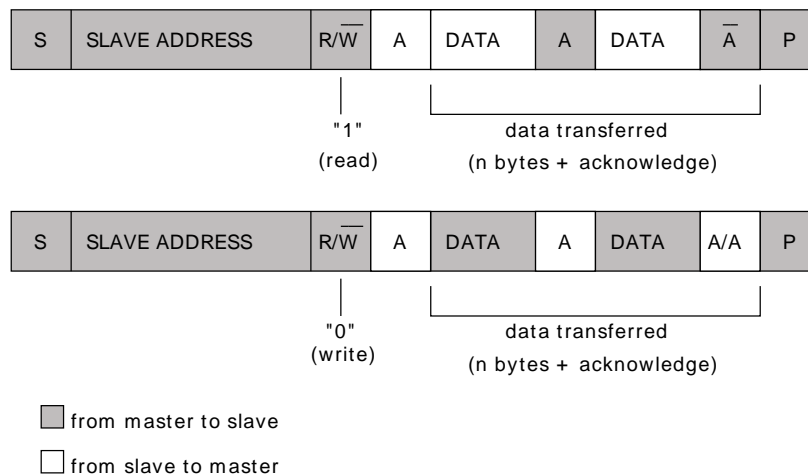 S SLAVE ADDRESS R/W̅ A DATA A DATA A̅ P
"1"
(read)
data transferred
(n bytes + acknowledge)
S SLAVE ADDRESS R/W̅ A DATA A DATA A/A P
"0"
(write)
data transferred
(n bytes + acknowledge)
from master to slave
from slave to master